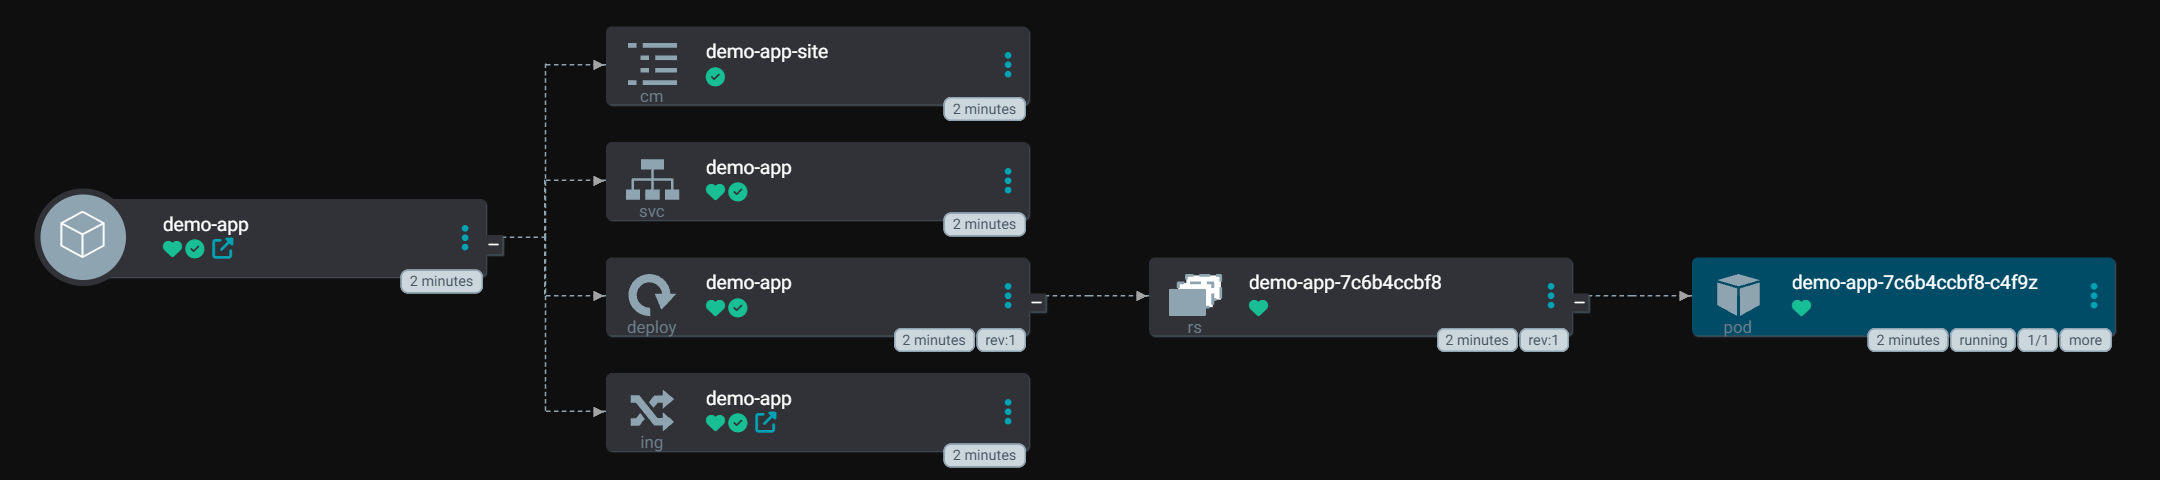 demo-app
2 minutes
demo-app-site
cm
2 minutes
demo-app
svc
2 minutes
demo-app
deploy
2 minutes rev:1
demo-app
ing
2 minutes
demo-app-7c6b4ccbf8
rs
2 minutes rev:1
demo-app-7c6b4ccbf8-c4f9z
pod
2 minutes running 1/1 more